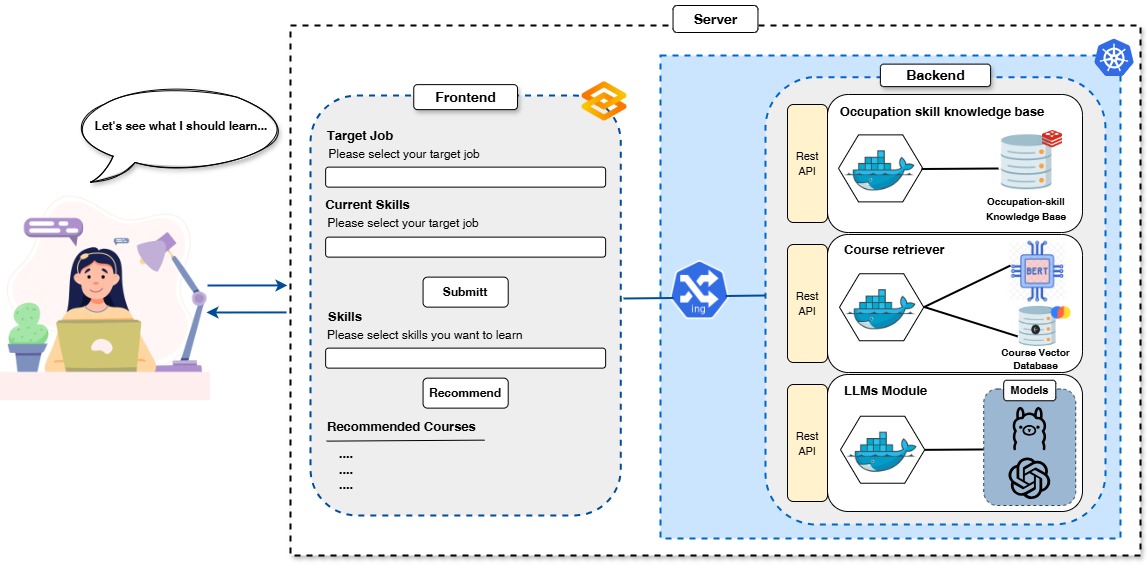 Server
Let's see what I should learn...
Frontend
Target Job
Please select your target job
Current Skills
Please select your target job
Submitt
Skills
Please select skills you want to learn
Recommend
Recommended Courses
....
....
....
ing
Backend
Rest
API
Occupation skill knowledge base
Occupation-skill
Knowledge Base
Rest
API
Course retriever
BERT
Course Vector
Database
Rest
API
LLMs Module
Models